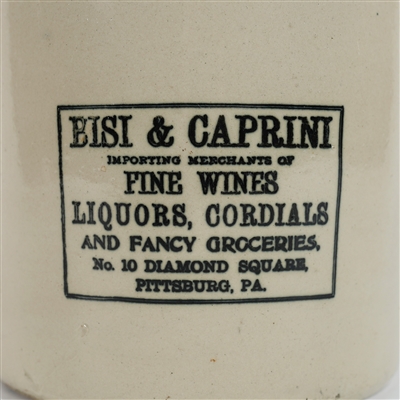 BISI & CAPRINI
IMPORTING MERCHANTS OF
FINE WINES
LIQUORS, CORDIALS
AND FANCY GROCERIES,
No. 10 DIAMOND SQUARE,
PITTSBURG, PA.